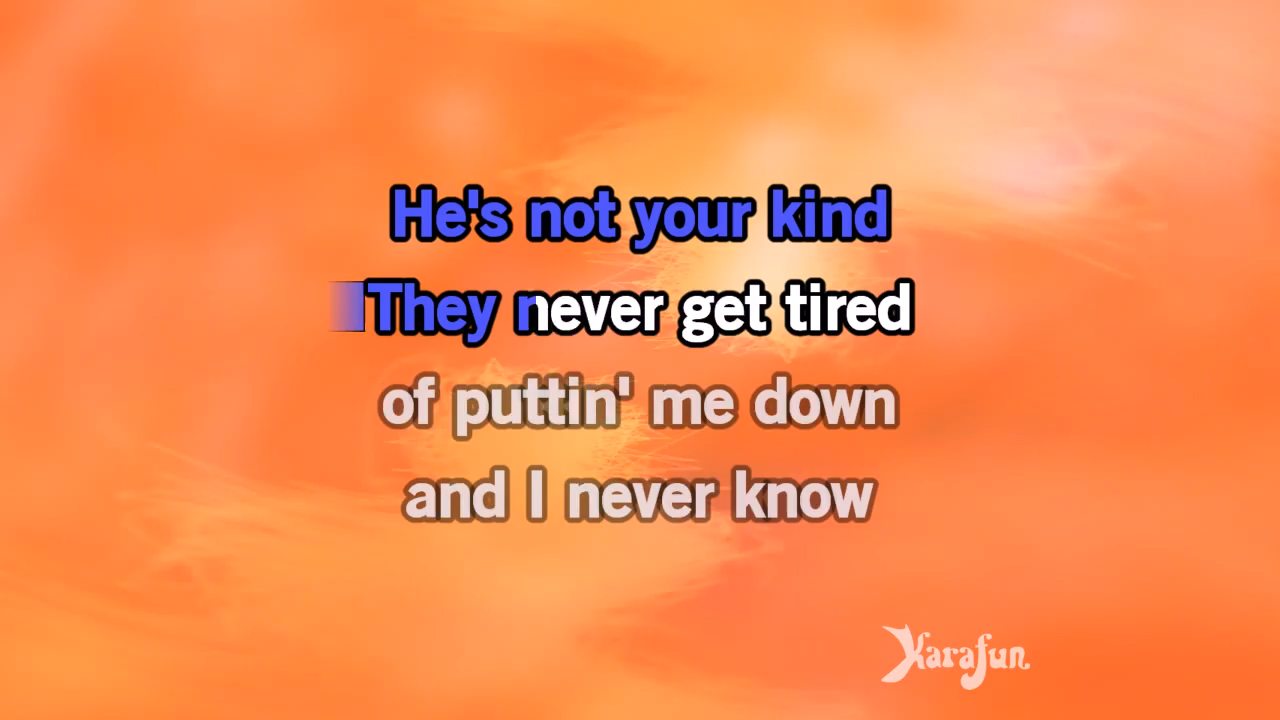 He's not your kind
They never get tired
of puttin' me down
and I never know
Karafun